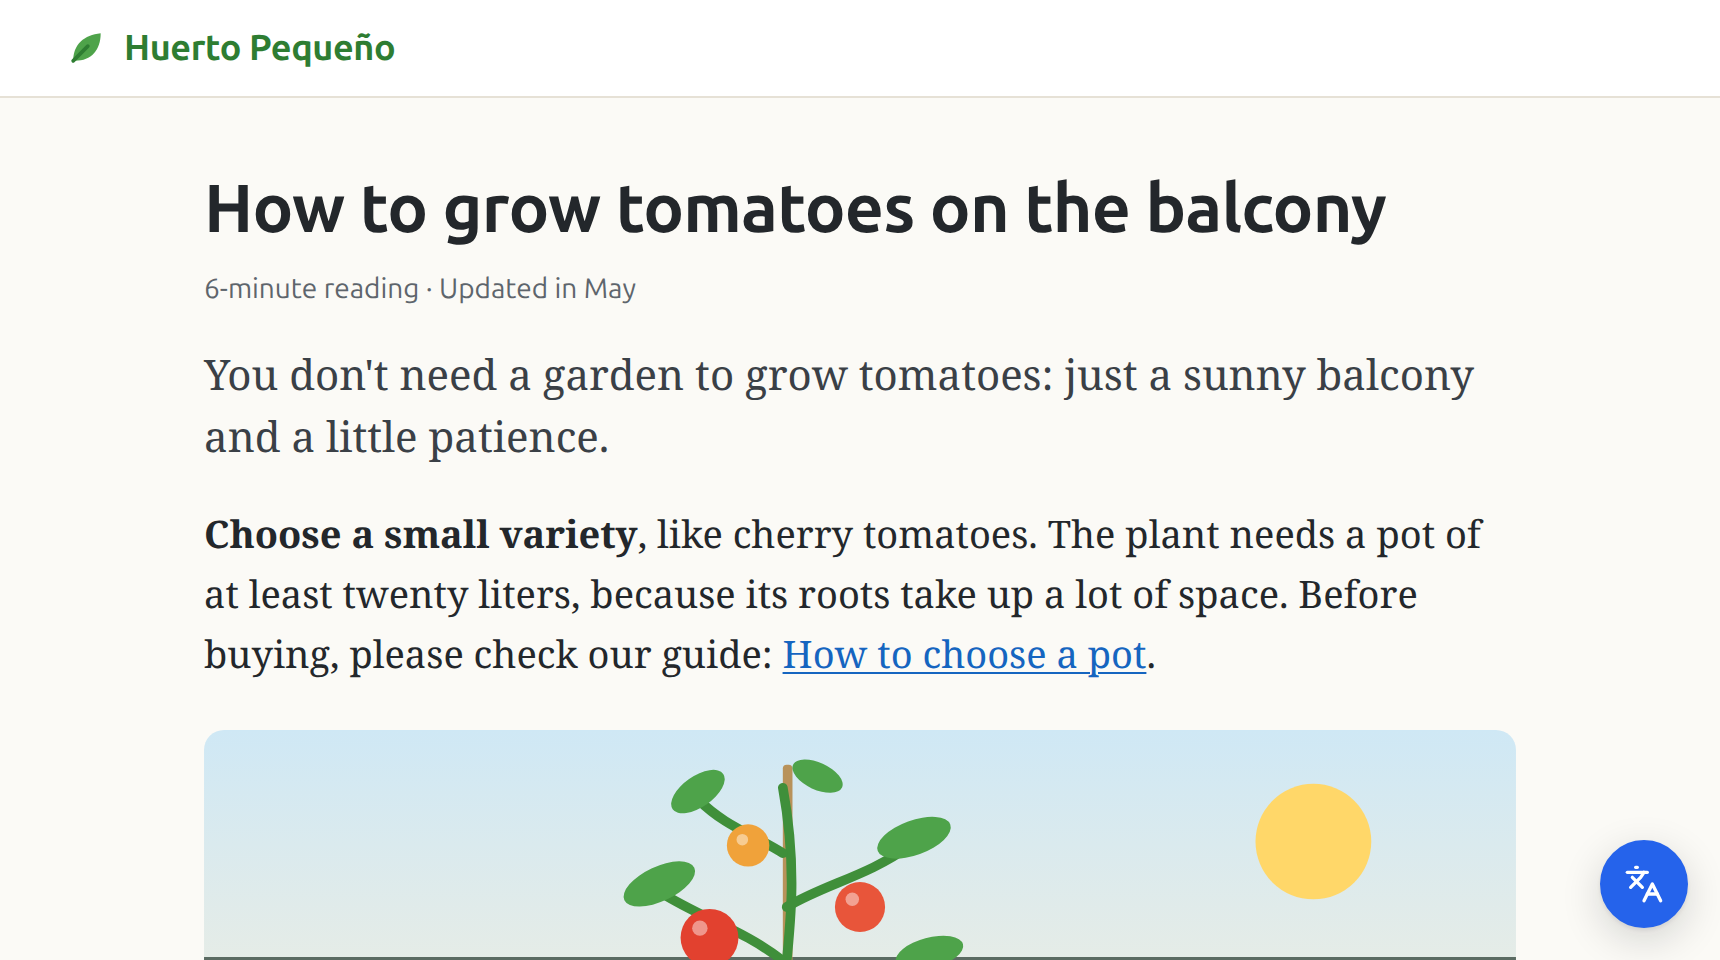 Huerto Pequeño
How to grow tomatoes on the balcony
6-minute reading · Updated in May
You don't need a garden to grow tomatoes: just a sunny balcony
and a little patience.
Choose a small variety, like cherry tomatoes. The plant needs a pot of
at least twenty liters, because its roots take up a lot of space. Before
buying, please check our guide: How to choose a pot.